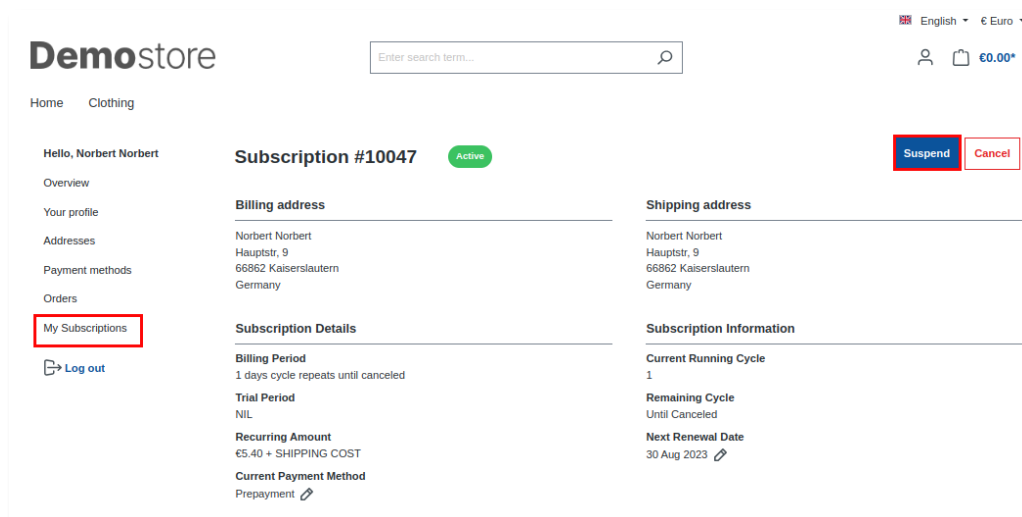 English € Euro
Demostore
Enter search term...
€0.00*
Home Clothing
Hello, Norbert Norbert
Overview
Your profile
Addresses
Payment methods
Orders
My Subscriptions
Log out
Subscription #10047 Active
Suspend Cancel
Billing address
Norbert Norbert
Hauptstr, 9
66862 Kaiserslautern
Germany
Shipping address
Norbert Norbert
Hauptstr, 9
66862 Kaiserslautern
Germany
Subscription Details
Billing Period
1 days cycle repeats until canceled
Trial Period
NIL
Recurring Amount
€5.40 + SHIPPING COST
Current Payment Method
Prepayment
Subscription Information
Current Running Cycle
1
Remaining Cycle
Until Canceled
Next Renewal Date
30 Aug 2023